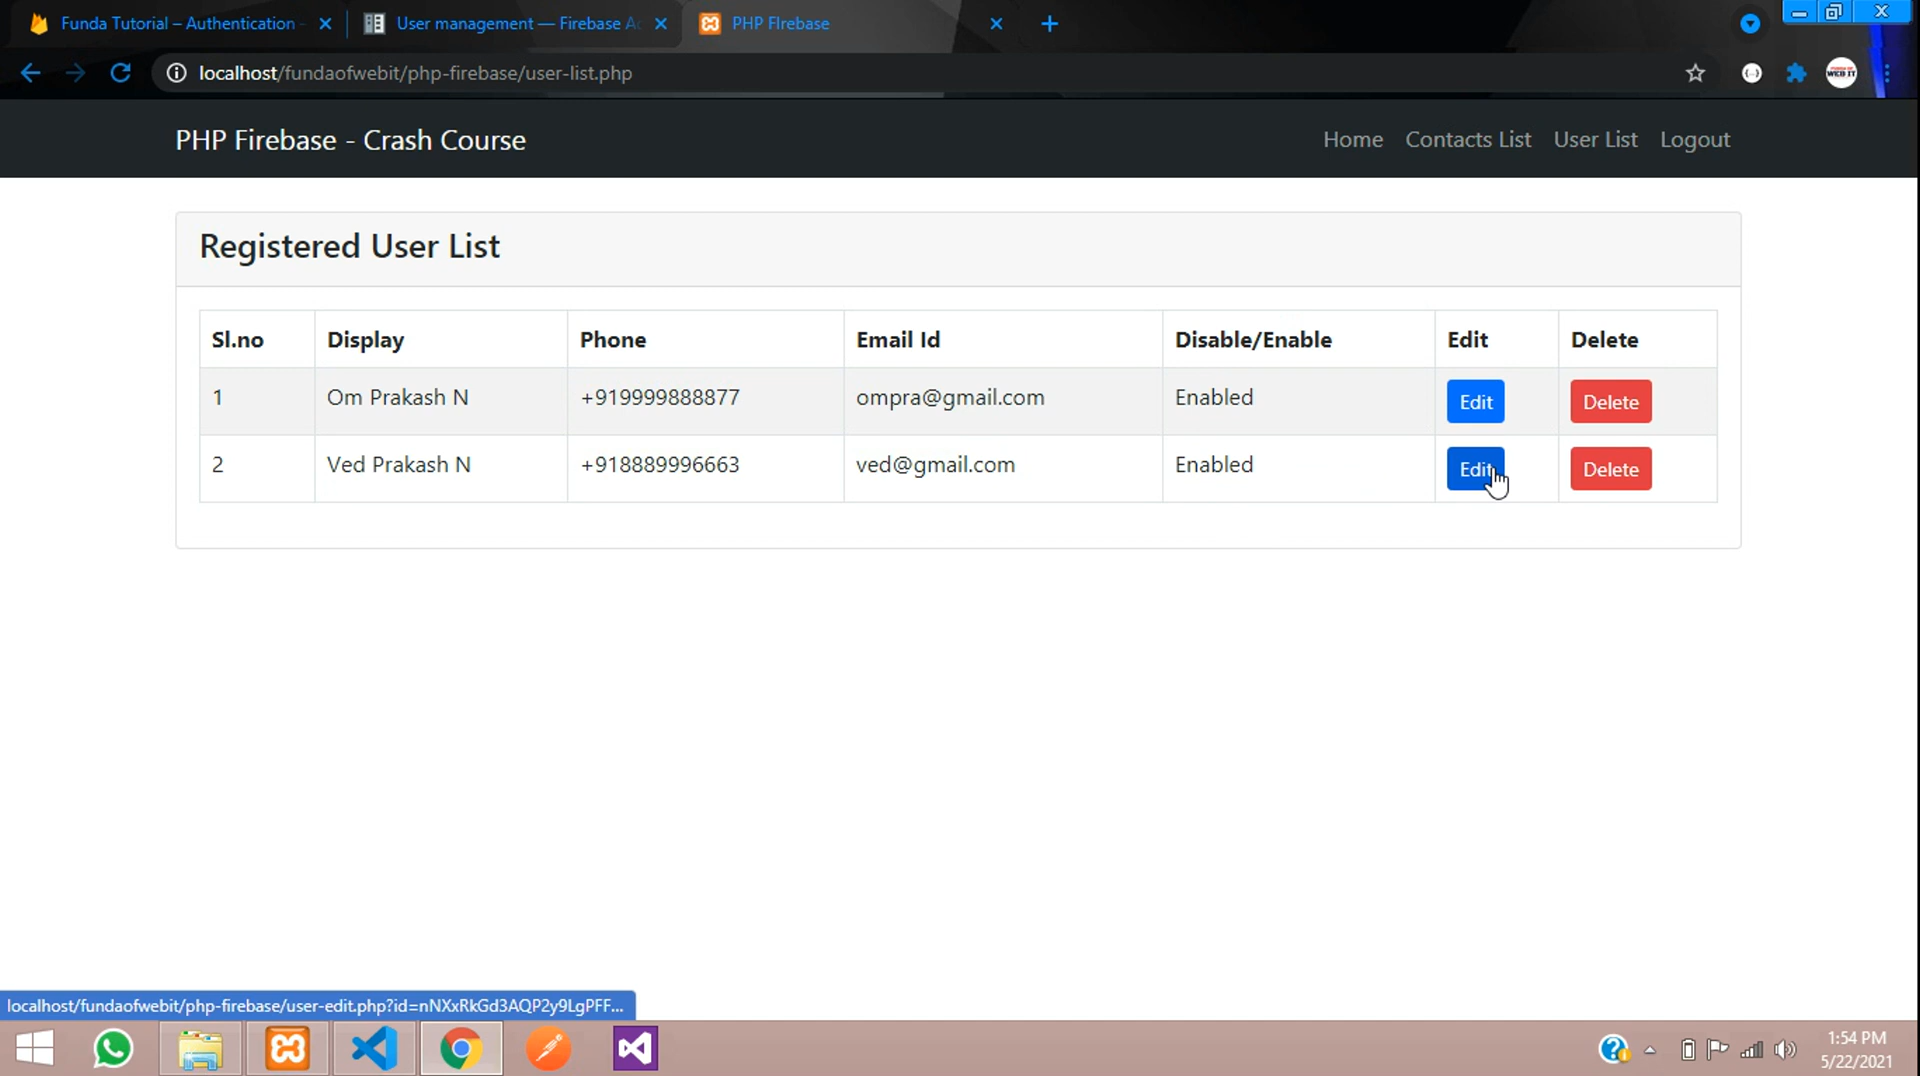 Funda Tutorial – Authentication -
User management — Firebase Ac
PHP FIrebase
localhost/fundaofwebit/php-firebase/user-list.php
WEB IT
PHP Firebase - Crash Course
Home Contacts List User List Logout
Registered User List
Sl.no Display Phone Email Id Disable/Enable Edit Delete
1 Om Prakash N +919999888877 ompra@gmail.com Enabled Edit Delete
2 Ved Prakash N +918889996663 ved@gmail.com Enabled Edit Delete
localhost/fundaofwebit/php-firebase/user-edit.php?id=nNXxRkGd3AQP2y9LgPFF...
1:54 PM
5/22/2021